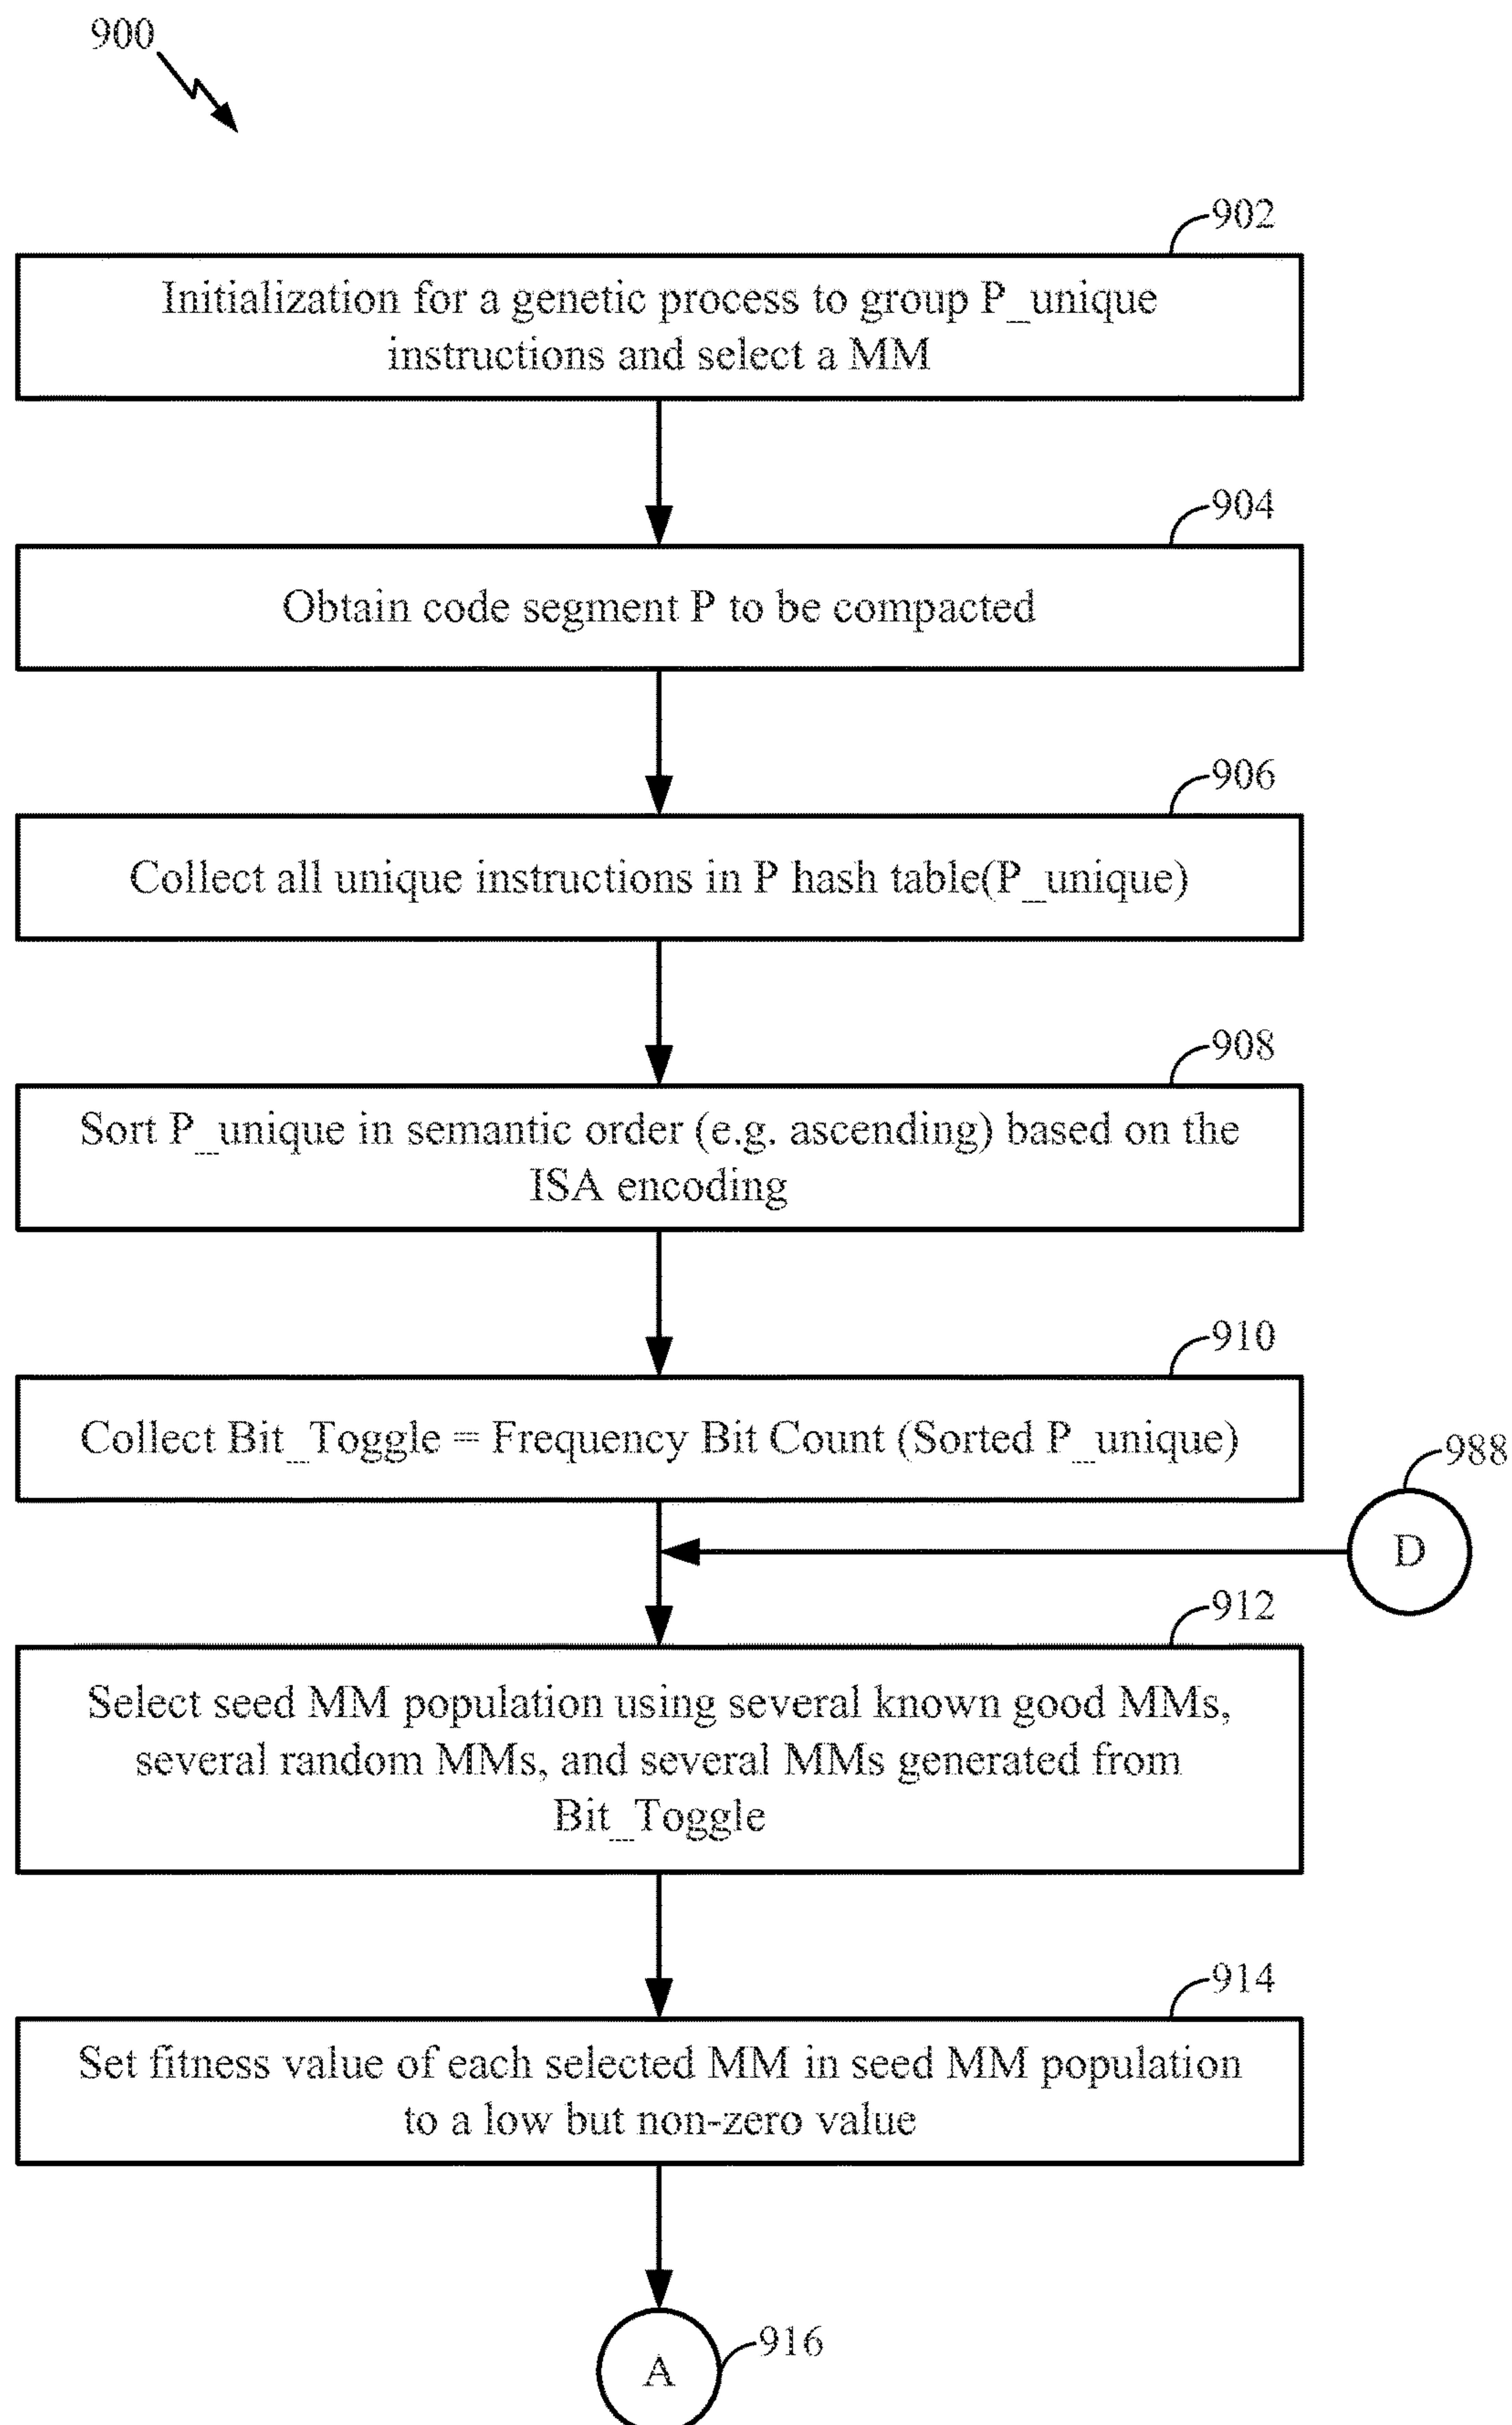 900
902
Initialization for a genetic process to group P_unique
instructions and select a MM
904
Obtain code segment P to be compacted
906
Collect all unique instructions in P hash table(P_unique)
908
Sort P_unique in semantic order (e.g. ascending) based on the
ISA encoding
910
Collect Bit_Toggle = Frequency Bit Count (Sorted P_unique)
988
D
912
Select seed MM population using several known good MMs,
several random MMs, and several MMs generated from
Bit_Toggle
914
Set fitness value of each selected MM in seed MM population
to a low but non-zero value
916
A